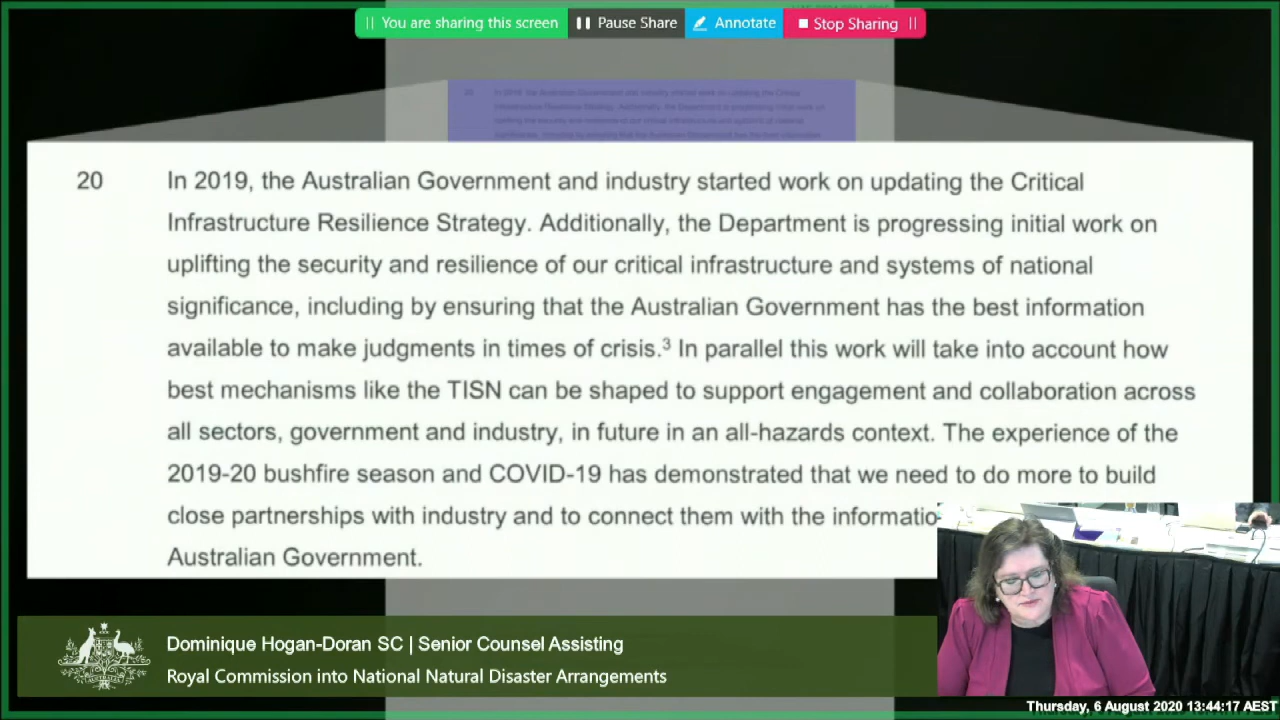 You are sharing this screen
Pause Share
Annotate
Stop Sharing
20 In 2019, the Australian Government and industry started work on updating the Critical
Infrastructure Resilience Strategy. Additionally, the Department is progressing initial work on
uplifting the security and resilience of our critical infrastructure and systems of national
significance, including by ensuring that the Australian Government has the best information
available to make judgments in times of crisis.³ In parallel this work will take into account how
best mechanisms like the TISN can be shaped to support engagement and collaboration across
all sectors, government and industry, in future in an all-hazards context. The experience of the
2019-20 bushfire season and COVID-19 has demonstrated that we need to do more to build
close partnerships with industry and to connect them with the
Australian Government.
Dominique Hogan-Doran SC | Senior Counsel Assisting
Royal Commission into National Natural Disaster Arrangements
Thursday, 6 August 2020 13:44:17 AEST